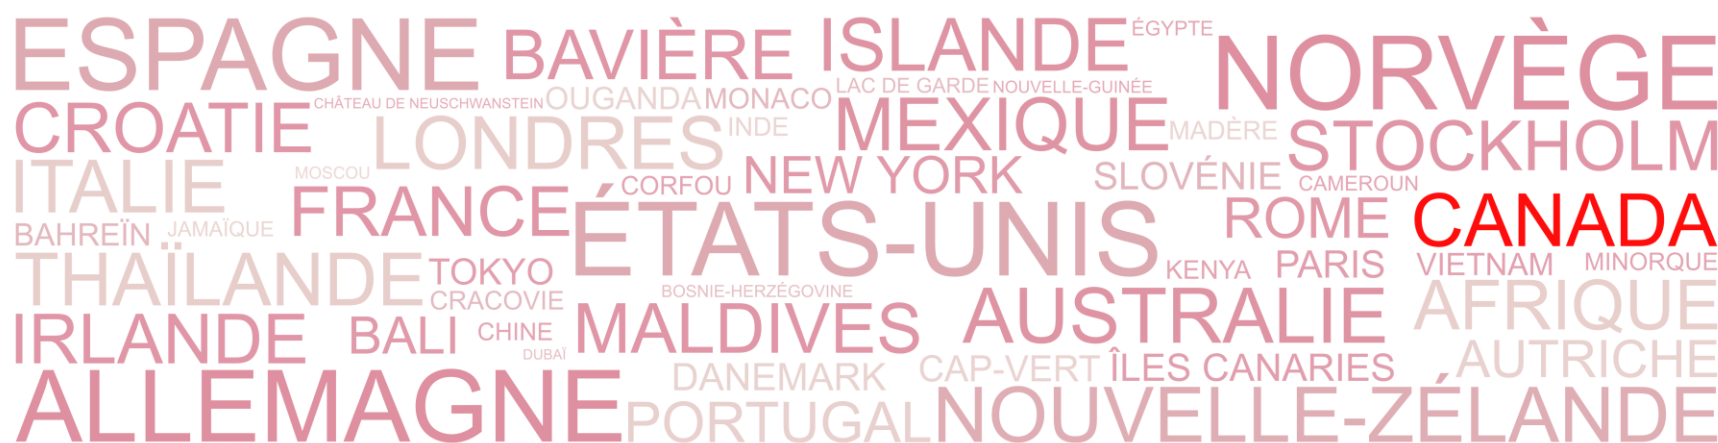 ESPAGNE BAVIÈRE ISLANDE ÉGYPTE NORVÈGE
LAC DE GARDE NOUVELLE-GUINÉE
CROATIE CHÂTEAU DE NEUSCHWANSTEIN OUGANDA MONACO MEXIQUE
LONDRES INDE MADÈRE STOCKHOLM
ITALIE MOSCOU CORFOU NEW YORK SLOVÉNIE CAMEROUN
BAHREÏN JAMAÏQUE FRANCE ÉTATS-UNIS ROME CANADA
THAÏLANDE TOKYO KENYA PARIS VIETNAM MINORQUE
CRACOVIE BOSNIE-HERZÉGOVINE AUSTRALIE AFRIQUE
IRLANDE BALI CHINE MALDIVES
DUBAÏ DANEMARK CAP-VERT ÎLES CANARIES AUTRICHE
ALLEMAGNE PORTUGAL NOUVELLE-ZÉLANDE